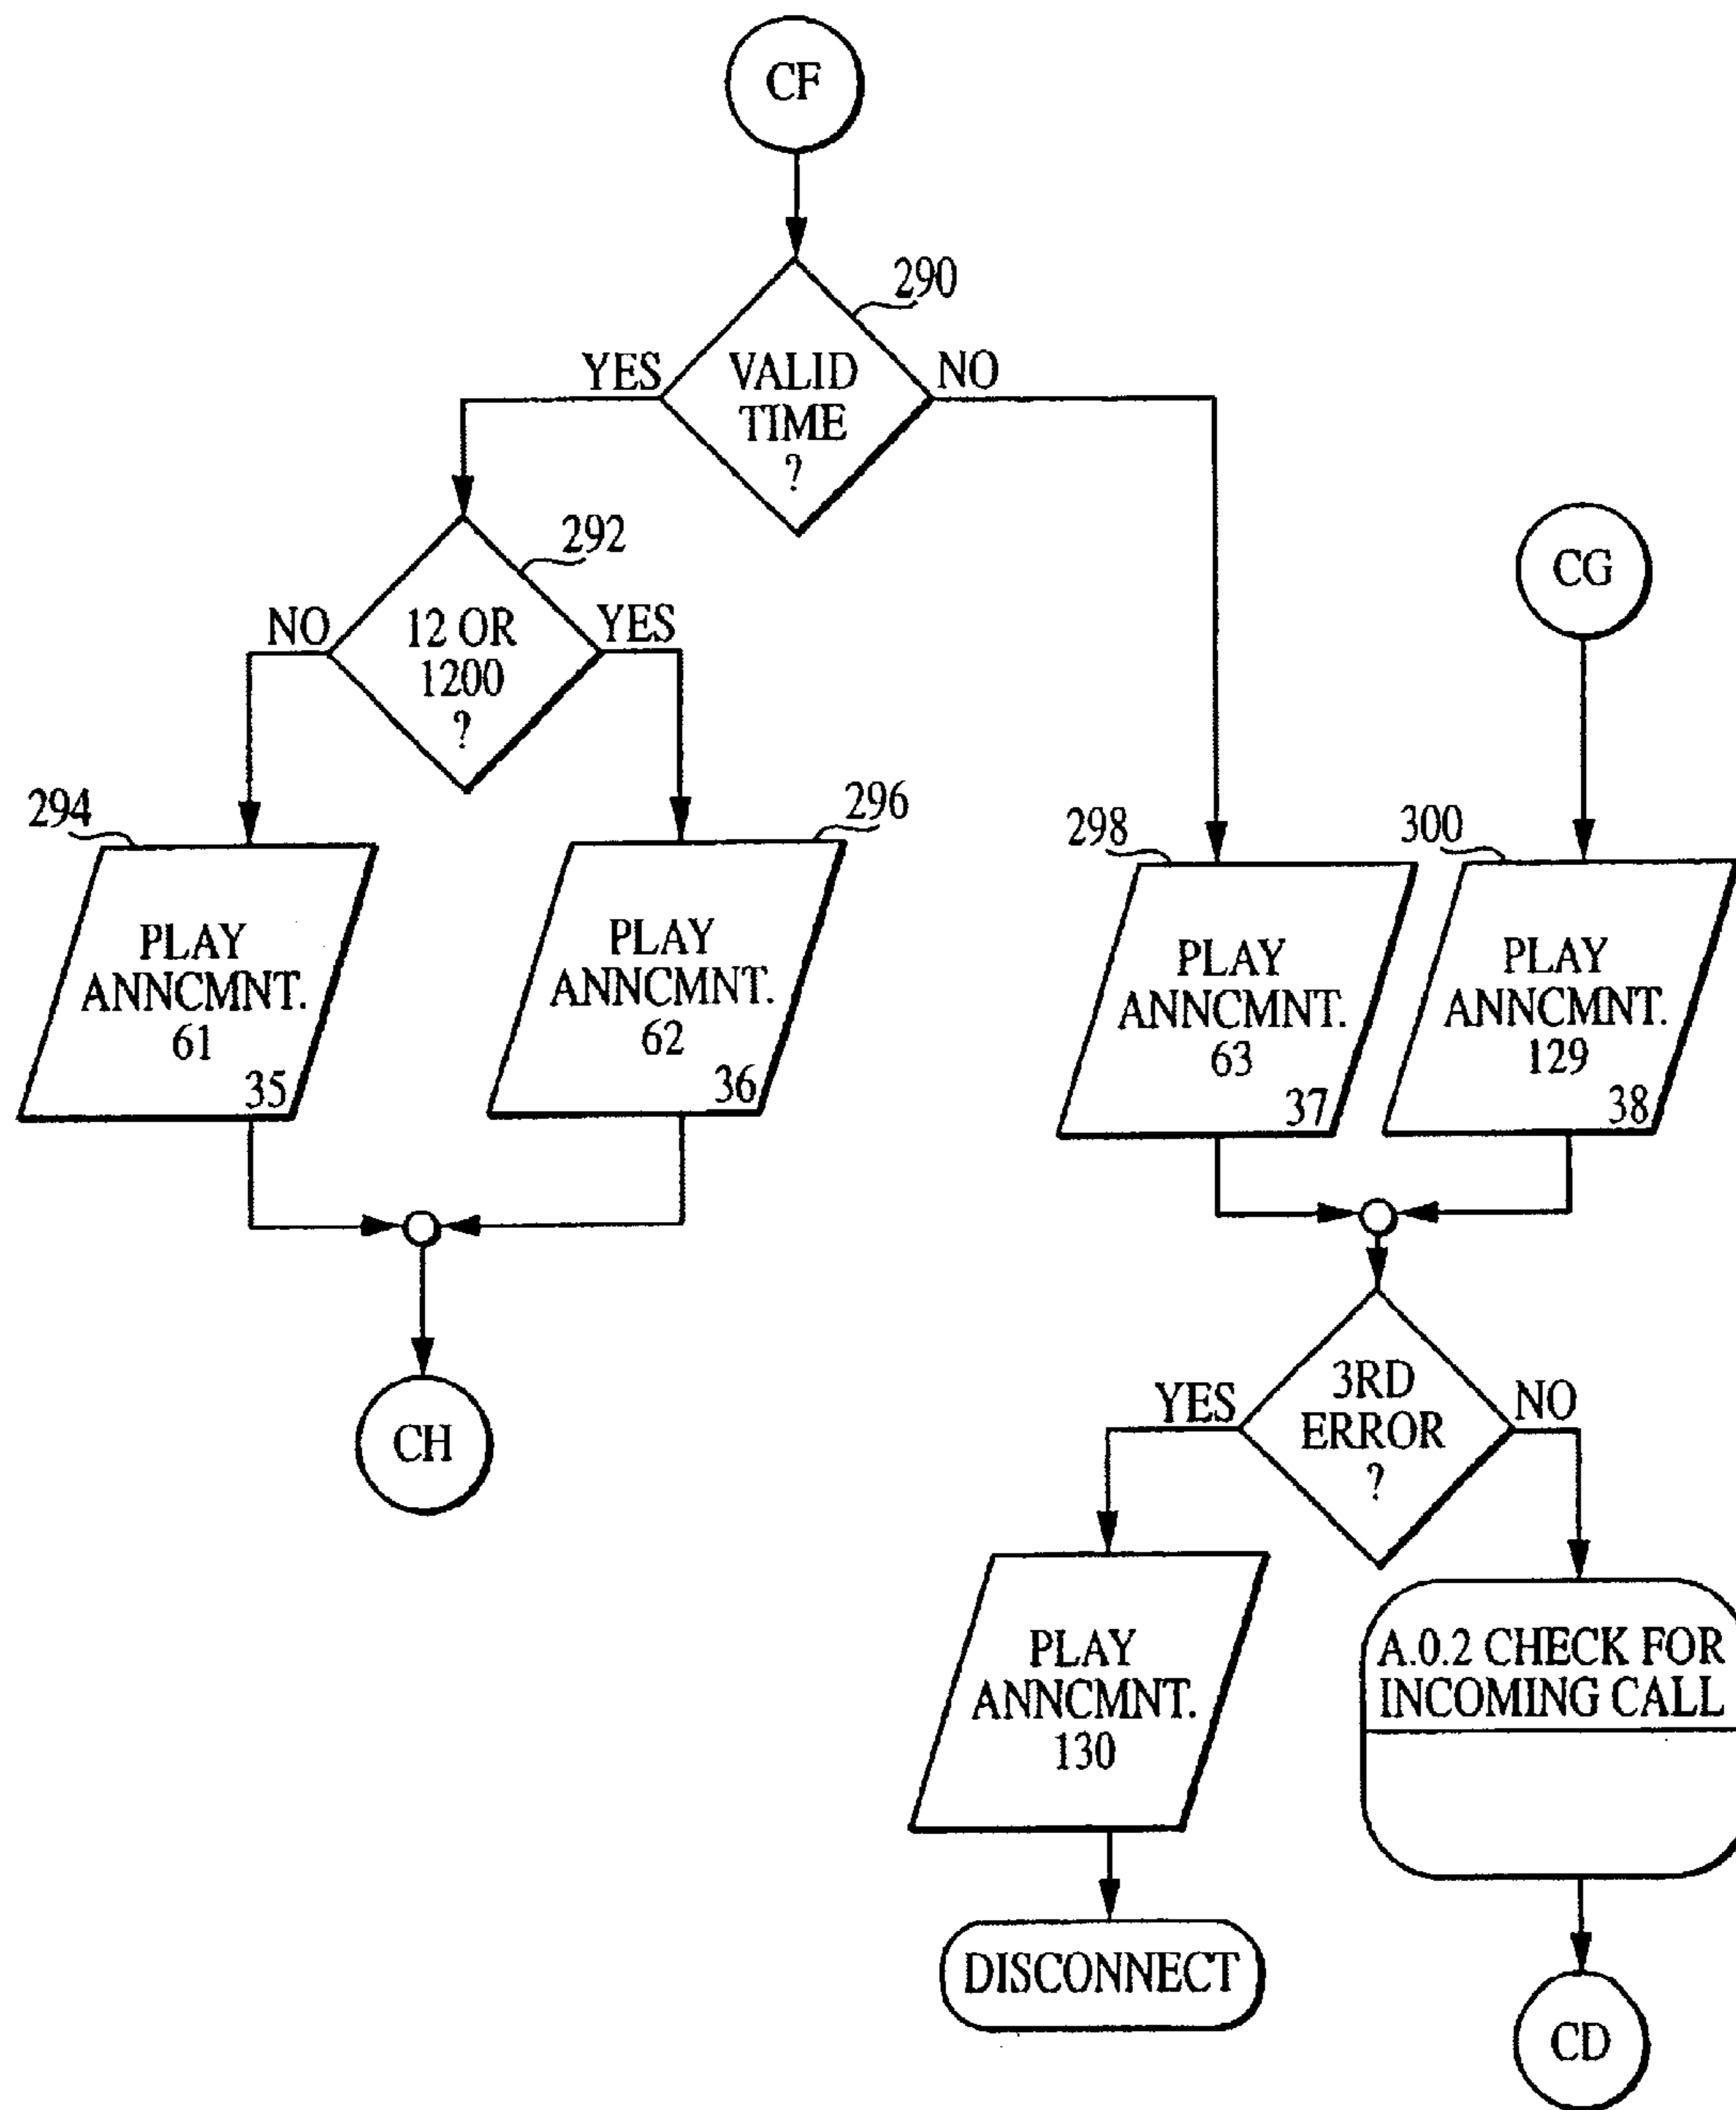 CF
290
YES
VALID
TIME
?
NO
292
NO
12 OR
1200
?
YES
CG
294
PLAY
ANNCMNT.
61
35
296
PLAY
ANNCMNT.
62
36
298
PLAY
ANNCMNT.
63
37
300
PLAY
ANNCMNT.
129
38
CH
YES
3RD
ERROR
?
NO
PLAY
ANNCMNT.
130
A.0.2 CHECK FOR
INCOMING CALL
DISCONNECT
CD